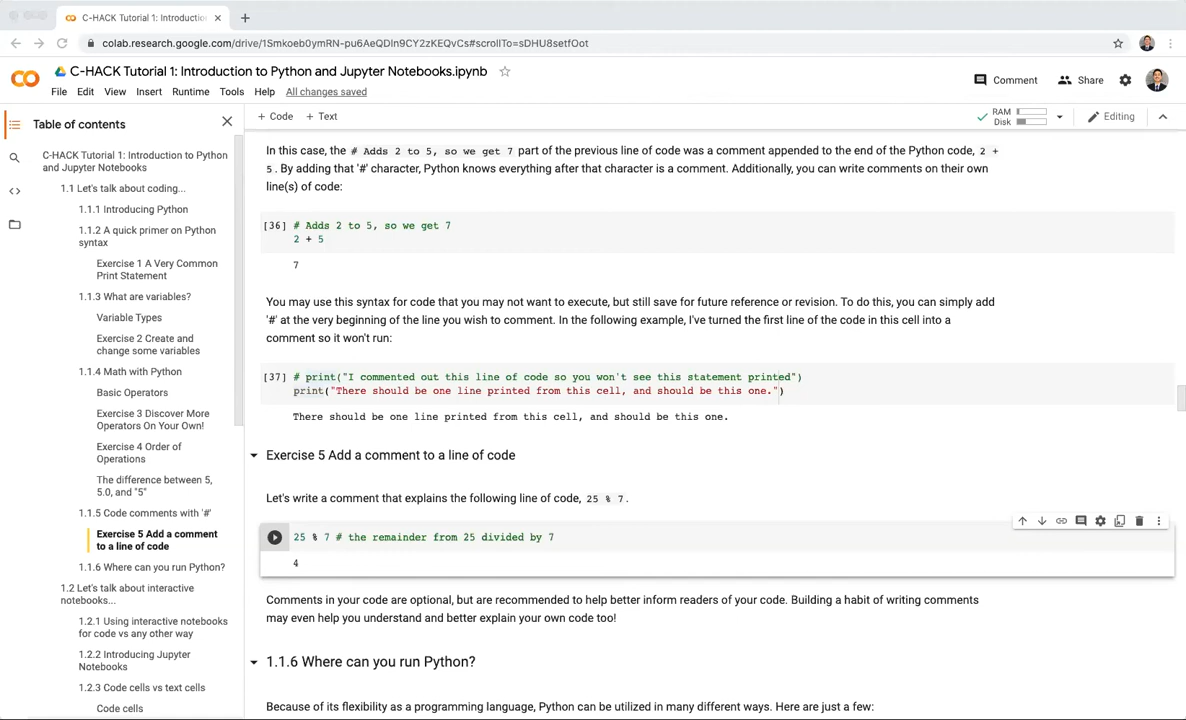 C-HACK Tutorial 1: Introductio
colab.research.google.com/drive/1Smkoeb0ymRN-pu6AeQDln9CY2zKEQvCs#scrollTo=sDHU8setfOot
C-HACK Tutorial 1: Introduction to Python and Jupyter Notebooks.ipynb
Comment
Share
File Edit View Insert Runtime Tools Help All changes saved
Table of contents
C-HACK Tutorial 1: Introduction to Python
and Jupyter Notebooks
1.1 Let's talk about coding...
1.1.1 Introducing Python
1.1.2 A quick primer on Python
syntax
Exercise 1 A Very Common
Print Statement
1.1.3 What are variables?
Variable Types
Exercise 2 Create and
change some variables
1.1.4 Math with Python
Basic Operators
Exercise 3 Discover More
Operators On Your Own!
Exercise 4 Order of
Operations
The difference between 5,
5.0, and "5"
1.1.5 Code comments with '#'
Exercise 5 Add a comment
to a line of code
1.1.6 Where can you run Python?
1.2 Let's talk about interactive
notebooks...
1.2.1 Using interactive notebooks
for code vs any other way
1.2.2 Introducing Jupyter
Notebooks
1.2.3 Code cells vs text cells
Code cells
+ Code + Text
RAM
Disk
Editing
In this case, the # Adds 2 to 5, so we get 7 part of the previous line of code was a comment appended to the end of the Python code, 2 +
5. By adding that '#' character, Python knows everything after that character is a comment. Additionally, you can write comments on their own
line(s) of code:
[36] # Adds 2 to 5, so we get 7
2 + 5
7
You may use this syntax for code that you may not want to execute, but still save for future reference or revision. To do this, you can simply add
'#' at the very beginning of the line you wish to comment. In the following example, I've turned the first line of the code in this cell into a
comment so it won't run:
[37] # print("I commented out this line of code so you won't see this statement printed")
print("There should be one line printed from this cell, and should be this one.")
There should be one line printed from this cell, and should be this one.
Exercise 5 Add a comment to a line of code
Let's write a comment that explains the following line of code, 25 % 7.
25 % 7 # the remainder from 25 divided by 7
4
Comments in your code are optional, but are recommended to help better inform readers of your code. Building a habit of writing comments
may even help you understand and better explain your own code too!
1.1.6 Where can you run Python?
Because of its flexibility as a programming language, Python can be utilized in many different ways. Here are just a few: